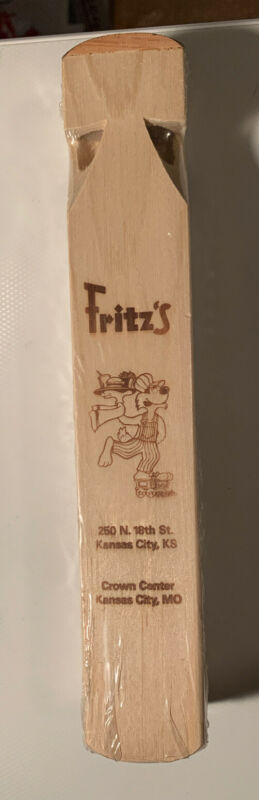 Fritz's
250 N. 18th St.
Kansas City, KS
Crown Center
Kansas City, MO